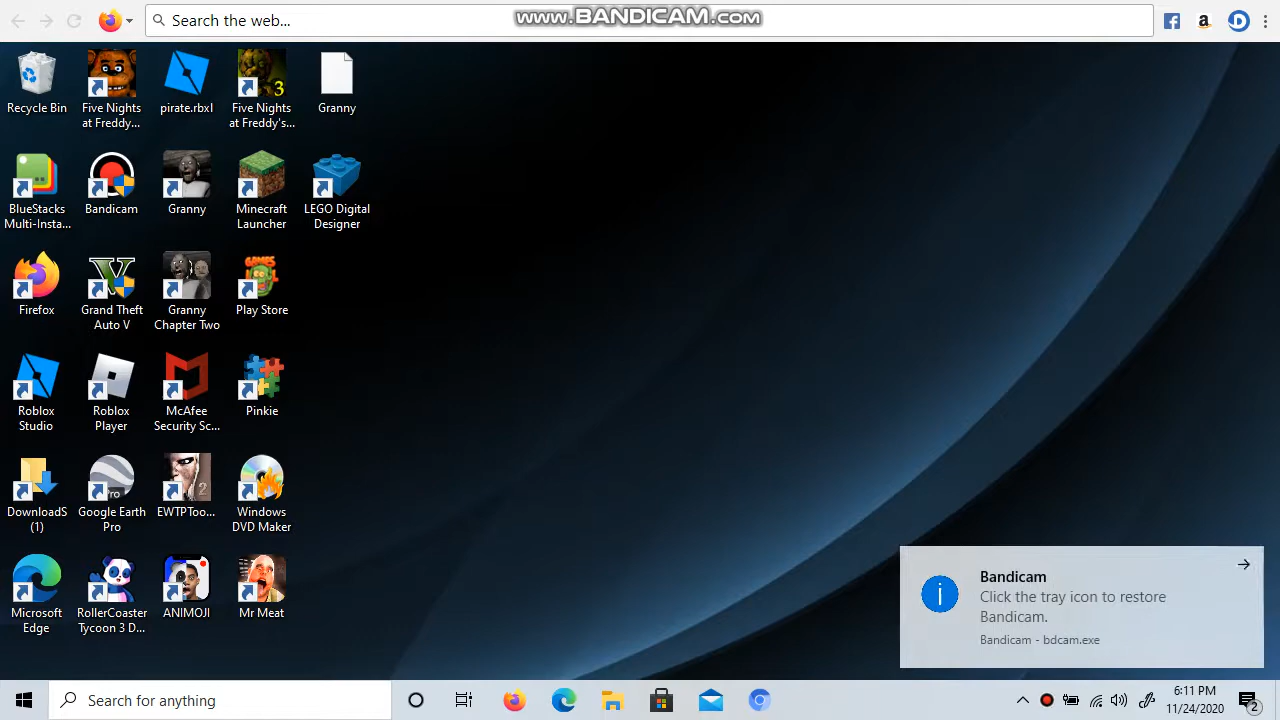 Search the web...
www.BANDICAM.com
Recycle Bin
Five Nights
at Freddy...
pirate.rbxl
3
Five Nights
at Freddy's...
Granny
BlueStacks
Multi-Insta...
Bandicam
Granny
Minecraft
Launcher
LEGO Digital
Designer
Firefox
Grand Theft
Auto V
Granny
Chapter Two
Play Store
Roblox
Studio
Roblox
Player
McAfee
Security Sc...
Pinkie
DownloadS
(1)
Pro
Google Earth
Pro
2
EWTPToo...
Windows
DVD Maker
Microsoft
Edge
RollerCoaster
Tycoon 3 D...
ANIMOJI
Mr Meat
Bandicam
Click the tray icon to restore
Bandicam.
Bandicam - bdcam.exe
Search for anything
6:11 PM
11/24/2020
2